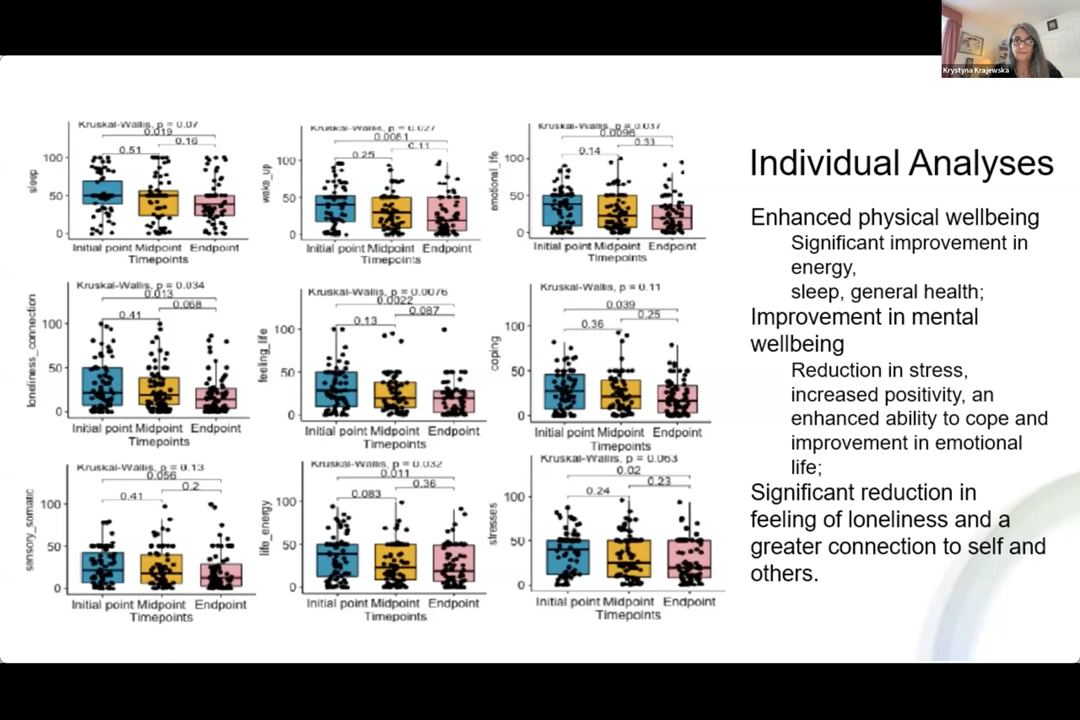 Krystyna Krajewska
Individual Analyses
Enhanced physical wellbeing
Significant improvement in
energy,
sleep, general health;
Improvement in mental
wellbeing
Reduction in stress,
increased positivity, an
enhanced ability to cope and
improvement in emotional
life;
Significant reduction in
feeling of loneliness and a
greater connection to self and
others.
Kruskal-Wallis, p = 0.07
0.019
0.16
0.51
sleep
100
50
0
Initial point Midpoint Endpoint
Timepoints
Kruskal-Wallis, p = 0.027
0.0061
0.11
0.25
wake_up
100
50
0
Initial point Midpoint Endpoint
Timepoints
Kruskal-Wallis, p = 0.037
0.0096
0.33
0.14
emotional_life
100
50
0
Initial point Midpoint Endpoint
Timepoints
Kruskal-Wallis, p = 0.034
0.013
0.068
0.41
loneliness_connection
100
50
0
Initial point Midpoint Endpoint
Timepoints
Kruskal-Wallis, p = 0.0076
0.0022
0.087
0.13
feeling_life
100
50
0
Initial point Midpoint Endpoint
Timepoints
Kruskal-Wallis, p = 0.11
0.039
0.25
0.36
coping
100
50
0
Initial point Midpoint Endpoint
Timepoints
Kruskal-Wallis, p = 0.13
0.056
0.2
0.41
sensory_somatic
100
50
0
Initial point Midpoint Endpoint
Timepoints
Kruskal-Wallis, p = 0.032
0.011
0.36
0.083
life_energy
100
50
0
Initial point Midpoint Endpoint
Timepoints
Kruskal-Wallis, p = 0.063
0.02
0.23
0.24
stresses
100
50
0
Initial point Midpoint Endpoint
Timepoints